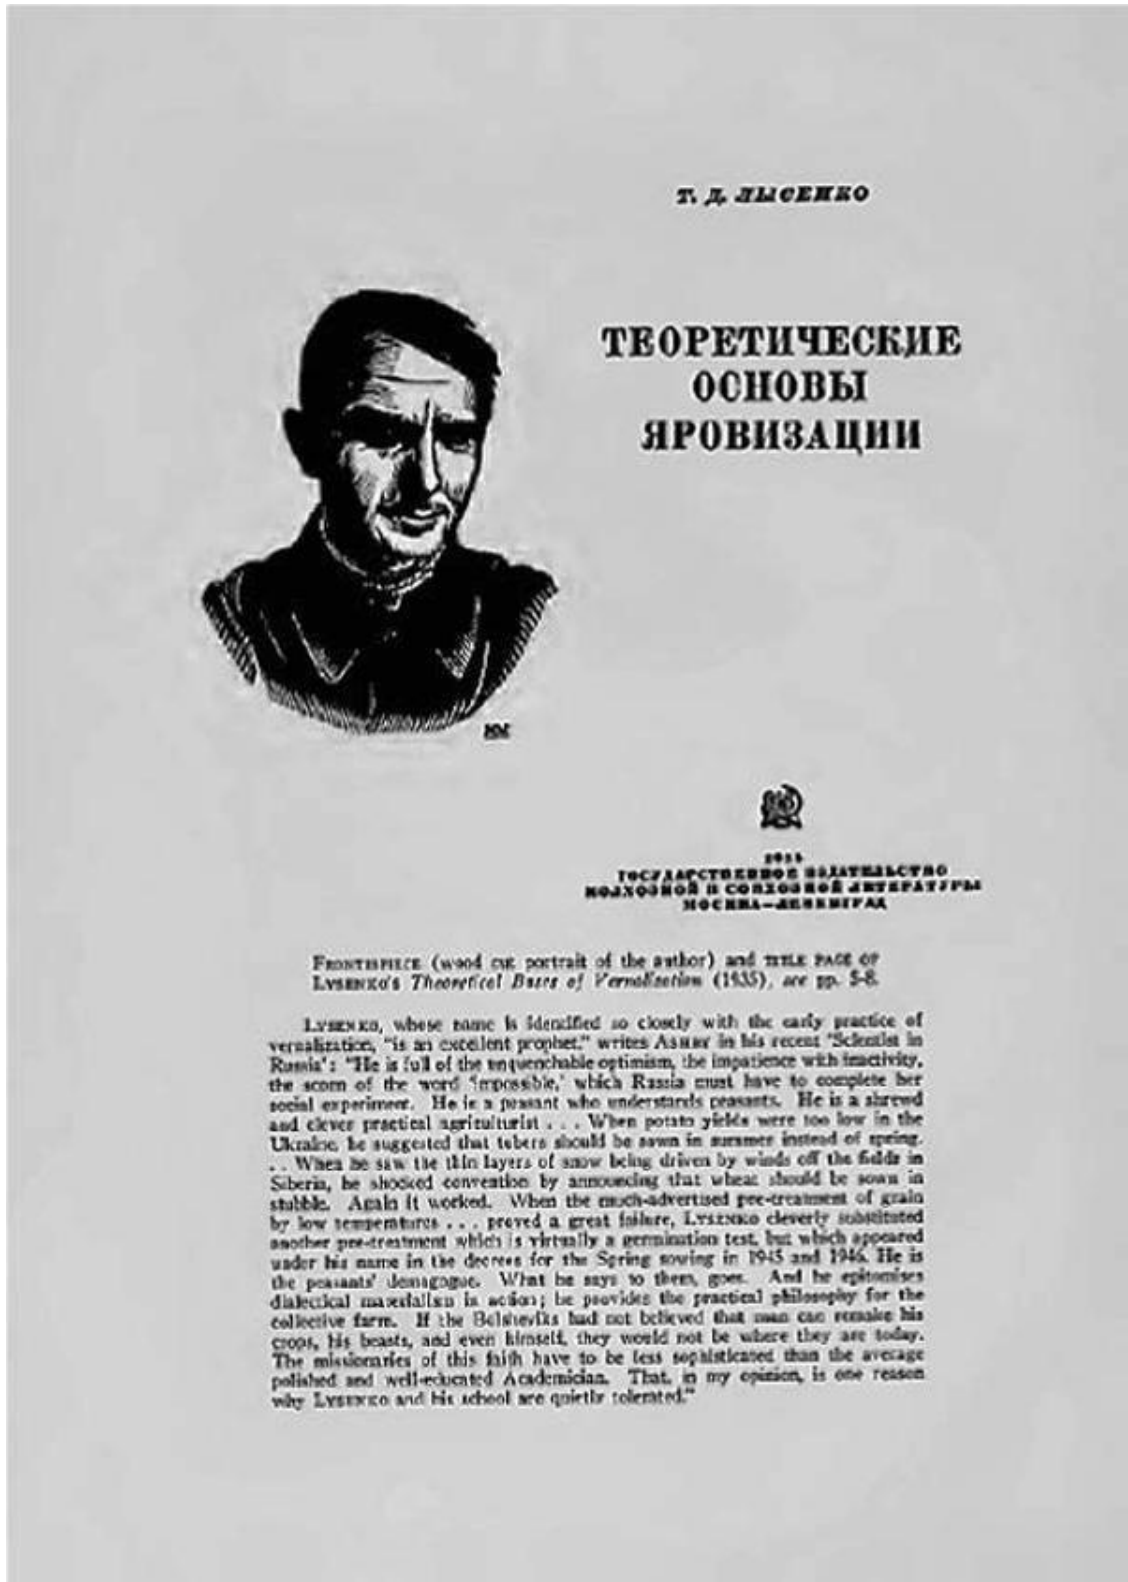 Т. Д. ЛЫСЕНКО
ТЕОРЕТИЧЕСКИЕ
ОСНОВЫ
ЯРОВИЗАЦИИ
ГОСУДАРСТВЕННОЕ ИЗДАТЕЛЬСТВО
КОЛХОЗНОЙ И СОВХОЗНОЙ ЛИТЕРАТУРЫ
МОСКВА—ЛЕНИНГРАД
FRONTISPIECE (wood cut portrait of the author) and TITLE PAGE OF
LYSENKO'S Theoretical Bases of Vernalization (1935), see pp. 5-8.
LYSENKO, whose name is identified so closely with the early practice of
vernalization, "is an excellent prophet," writes ASHBY in his recent 'Scientist in
Russia': "He is full of the unquenchable optimism, the impatience with inactivity,
the scorn of the word 'impossible,' which Russia must have to complete her
social experiment. He is a peasant who understands peasants. He is a shrewd
and clever practical agriculturist . . . When potato yields were too low in the
Ukraine, he suggested that tubers should be sown in summer instead of spring.
. . When he saw the thin layers of snow being driven by winds off the fields in
Siberia, he shocked convention by announcing that wheat should be sown in
stubble. Again it worked. When the much-advertised pre-treatment of grain
by low temperatures . . . proved a great failure, LYSENKO cleverly substituted
another pre-treatment which is virtually a germination test, but which appeared
under his name in the decrees for the Spring sowing in 1945 and 1946. He is
the peasants' demagogue. What he says to them, goes. And he epitomises
dialectical materialism in action; he provides the practical philosophy for the
collective farm. If the Bolsheviks had not believed that man can remake his
crops, his beasts, and even himself, they would not be where they are today.
The missionaries of this faith have to be less sophisticated than the average
polished and well-educated Academician. That, in my opinion, is one reason
why LYSENKO and his school are quietly tolerated."